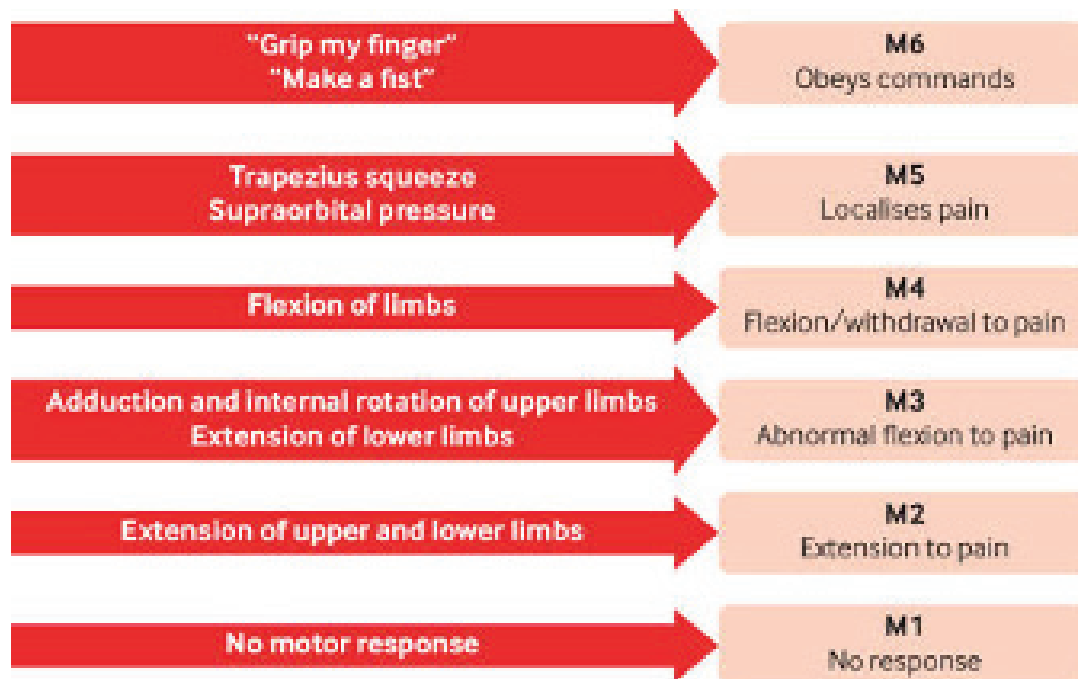 "Grip my finger"
"Make a fist"
M6
Obeys commands
Trapezius squeeze
Supraorbital pressure
M5
Localises pain
Flexion of limbs
M4
Flexion/withdrawal to pain
Adduction and internal rotation of upper limbs
Extension of lower limbs
M3
Abnormal flexion to pain
Extension of upper and lower limbs
M2
Extension to pain
No motor response
M1
No response